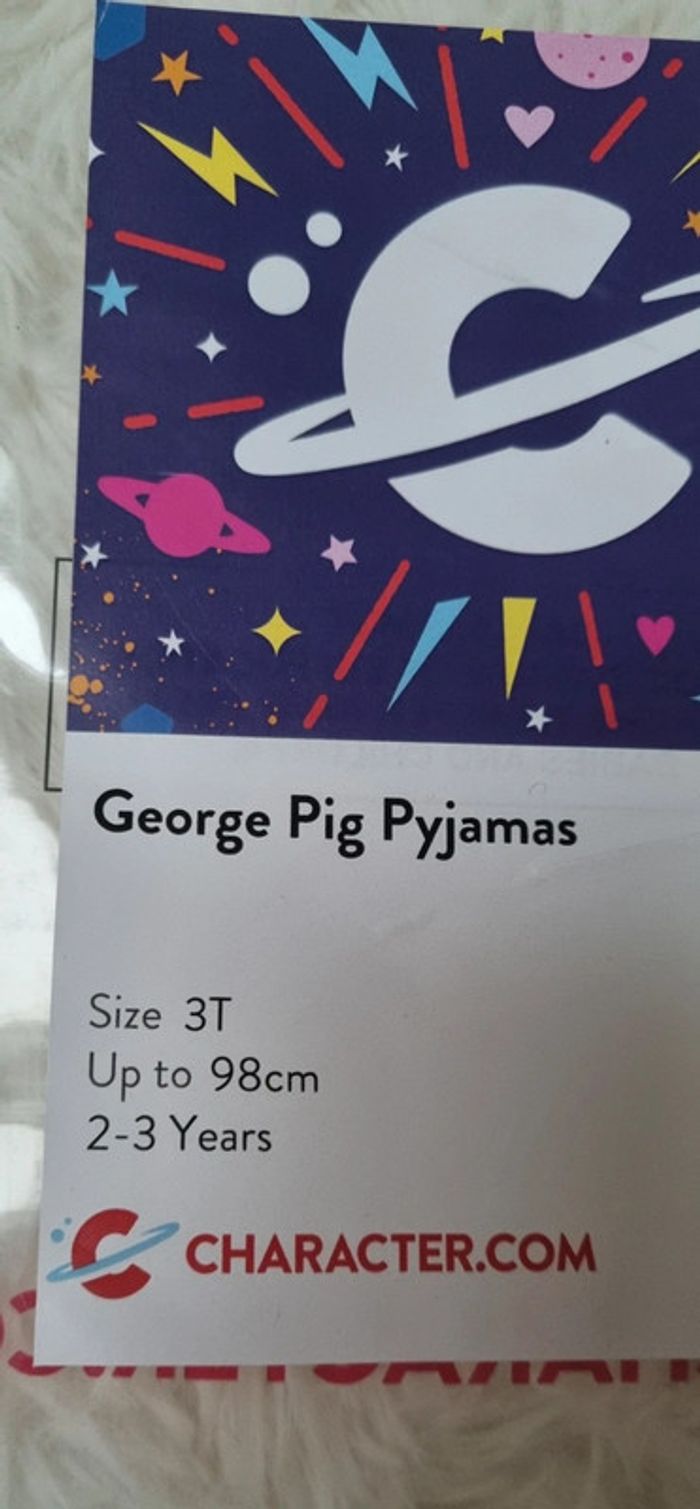 George Pig Pyjamas
Size 3T
Up to 98cm
2-3 Years
CHARACTER.COM